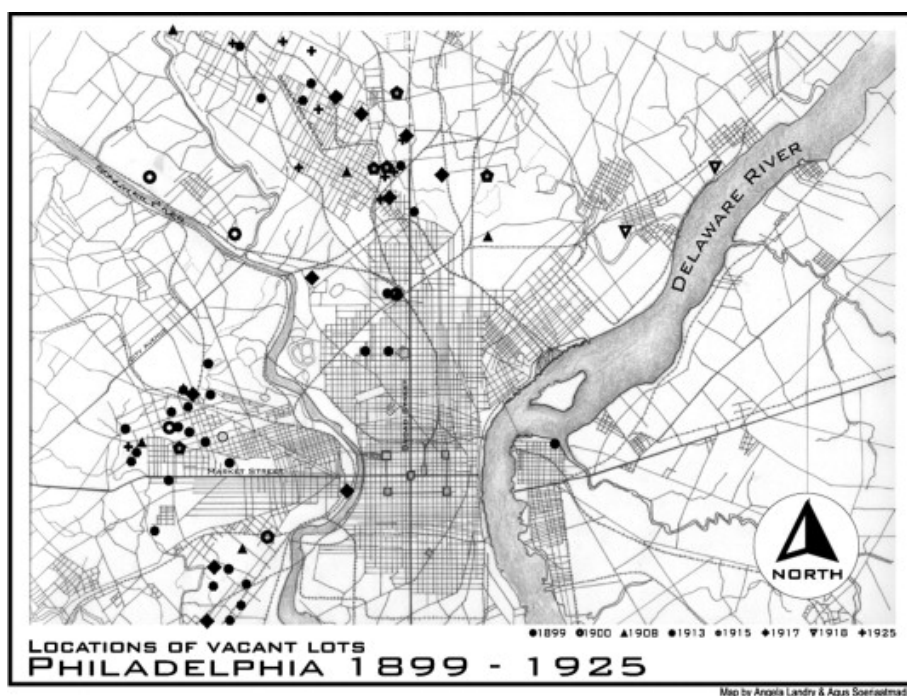 DELAWARE RIVER
MARKET STREET
NORTH
1899 1900 1908 1913 1915 1917 1918 1925
LOCATIONS OF VACANT LOTS
PHILADELPHIA 1899 - 1925
Map by Angela Landry & Agus Soeriaatmadja